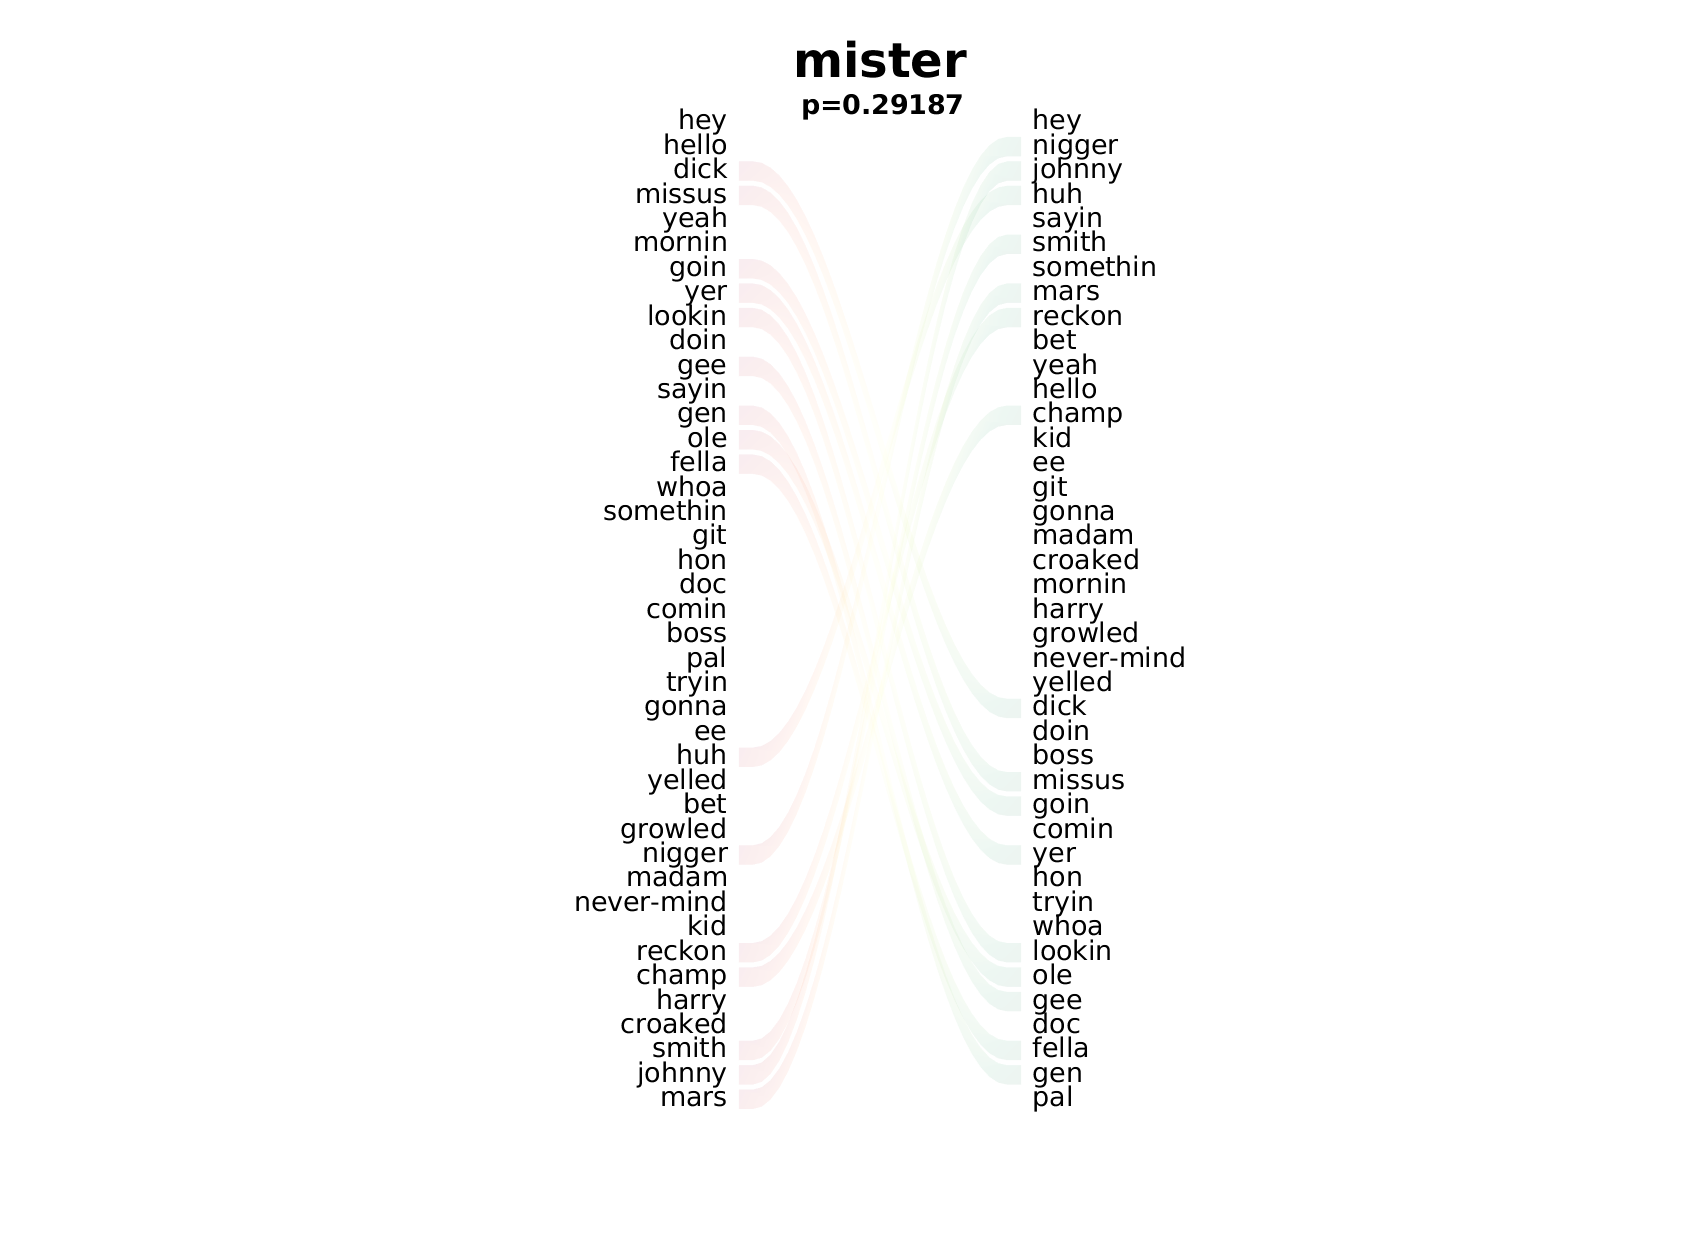 mister
p=0.29187
hey
hello
dick
missus
yeah
mornin
goin
yer
lookin
doin
gee
sayin
gen
ole
fella
whoa
somethin
git
hon
doc
comin
boss
pal
tryin
gonna
ee
huh
yelled
bet
growled
nigger
madam
never-mind
kid
reckon
champ
harry
croaked
smith
johnny
mars
hey
nigger
johnny
huh
sayin
smith
somethin
mars
reckon
bet
yeah
hello
champ
kid
ee
git
gonna
madam
croaked
mornin
harry
growled
never-mind
yelled
dick
doin
boss
missus
goin
comin
yer
hon
tryin
whoa
lookin
ole
gee
doc
fella
gen
pal